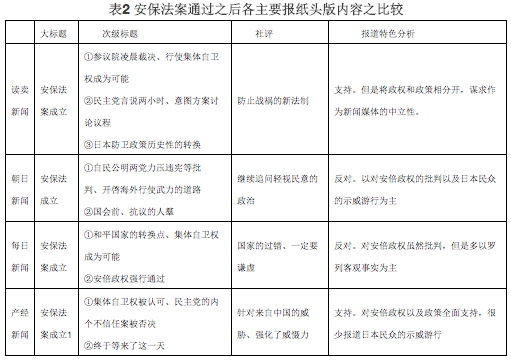 表2 安保法案通过之后各主要报纸头版内容之比较
大标题 次级标题 社评 报道特色分析
读卖新闻
安保法案成立
①参议院凌晨裁决、行使集体自卫
权成为可能
②民主党言说两小时、意图方案讨
论议程
③日本防卫政策历史性的转换
防止战祸的新法制
支持。但是将政权和政策相分开,谋求作
为新闻媒体的中立性。
朝日
新闻
安保法
成立
①自民公明两党力压违宪等批
判、开启海外行使武力的道路
②国会前、抗议的人群
继续追问轻视民意的
政治
反对。以对安倍政权的批判以及日本民众
的示威游行为主
每日
新闻
安保法
案成立
①和平国家的转换点、集体自卫权
成为可能
②安倍政权强行通过
国家的过错、一定要
谦虚
反对。对安倍政权虽然批判,但是多以罗
列客观事实为主
产经
新闻
安保法
案成立1
①集体自卫权被认可、民主党的内
个不信任案被否决
②终于等来了这一天
针对来自中国的威
胁、强化了威慑力
支持。对安倍政权以及政策全面支持,很
少报道日本民众的示威游行